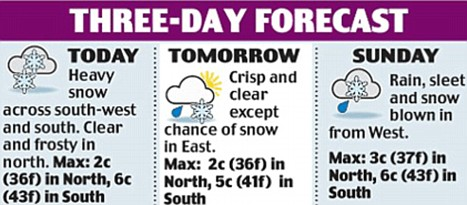 THREE-DAY FORECAST
TODAY
Heavy
snow
across south-west
and south. Clear
and frosty in
north. Max: 2c
(36f) in North, 6c
(43f) in South
TOMORROW
Crisp and
clear
except
chance of snow
in East.
Max: 2c (36f) in
North, 5c (41f) in
South
SUNDAY
Rain, sleet
and snow
blown in
from West.
Max: 3c (37f) in
North, 6c (43f) in
South